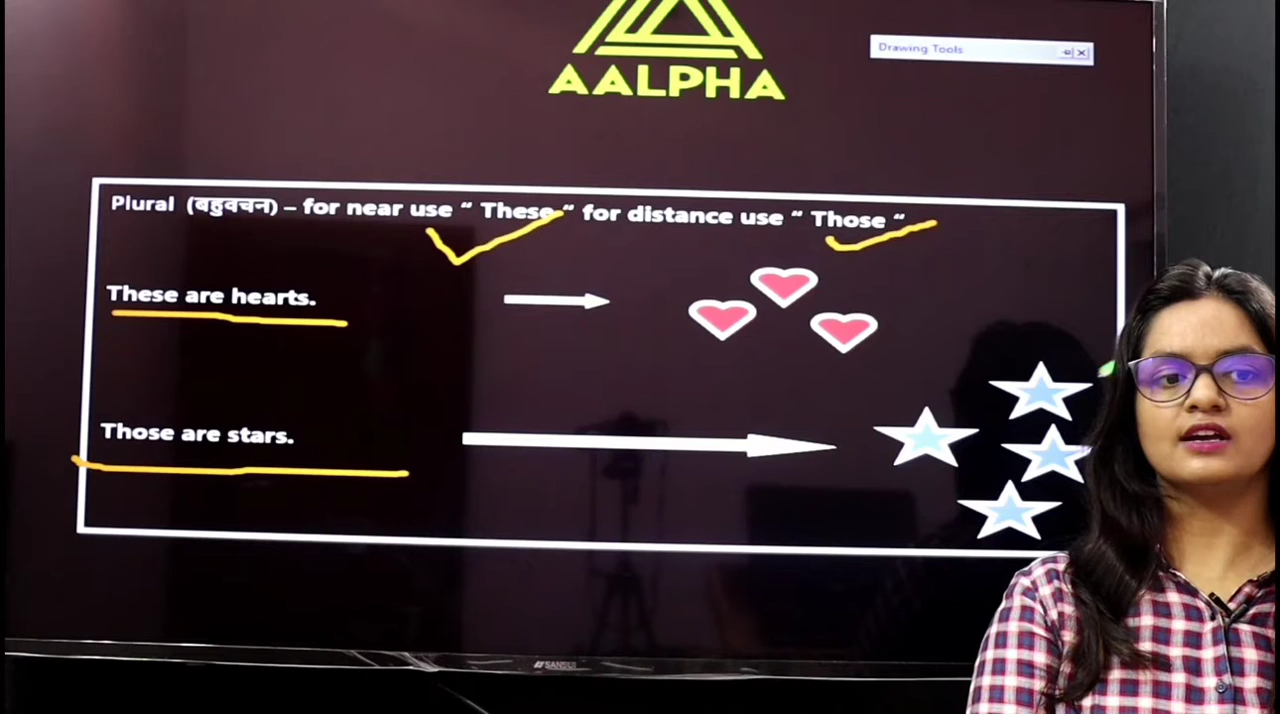 AALPHA
Drawing Tools
Plural (बहुवचन) – for near use “ These “ for distance use “ Those “
These are hearts.
Those are stars.
SANSUI